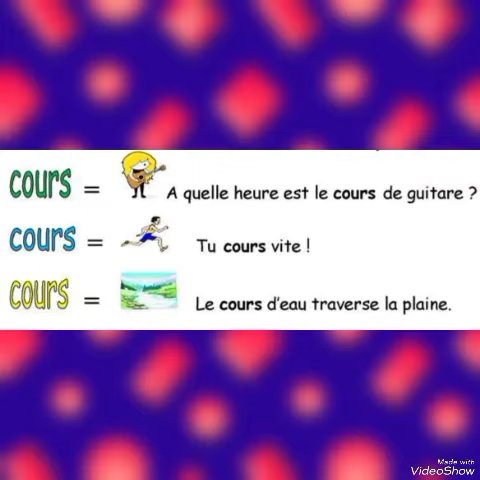 cours = A quelle heure est le cours de guitare ?
cours = Tu cours vite !
cours = Le cours d'eau traverse la plaine.
Made with
VideoShow